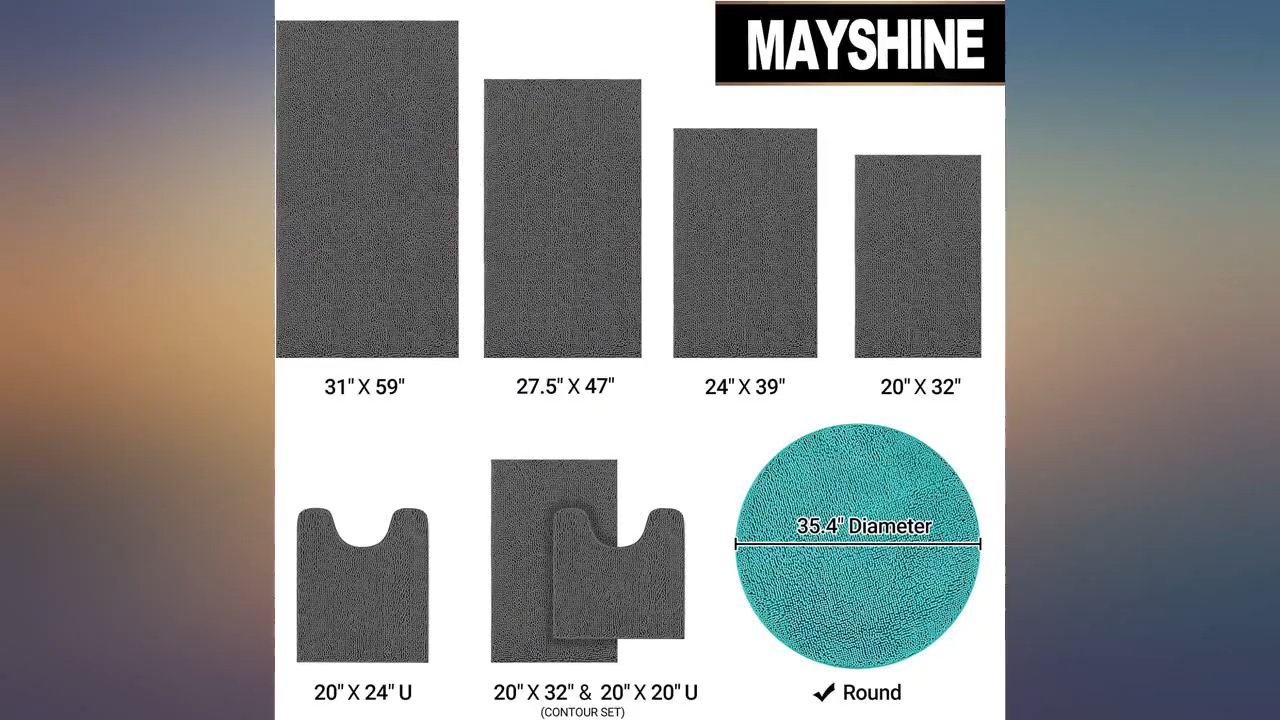 MAYSHINE
31" X 59"
27.5" X 47"
24" X 39"
20" X 32"
35.4" Diameter
20" X 24" U
20" X 32" & 20" X 20" U
(CONTOUR SET)
✔ Round